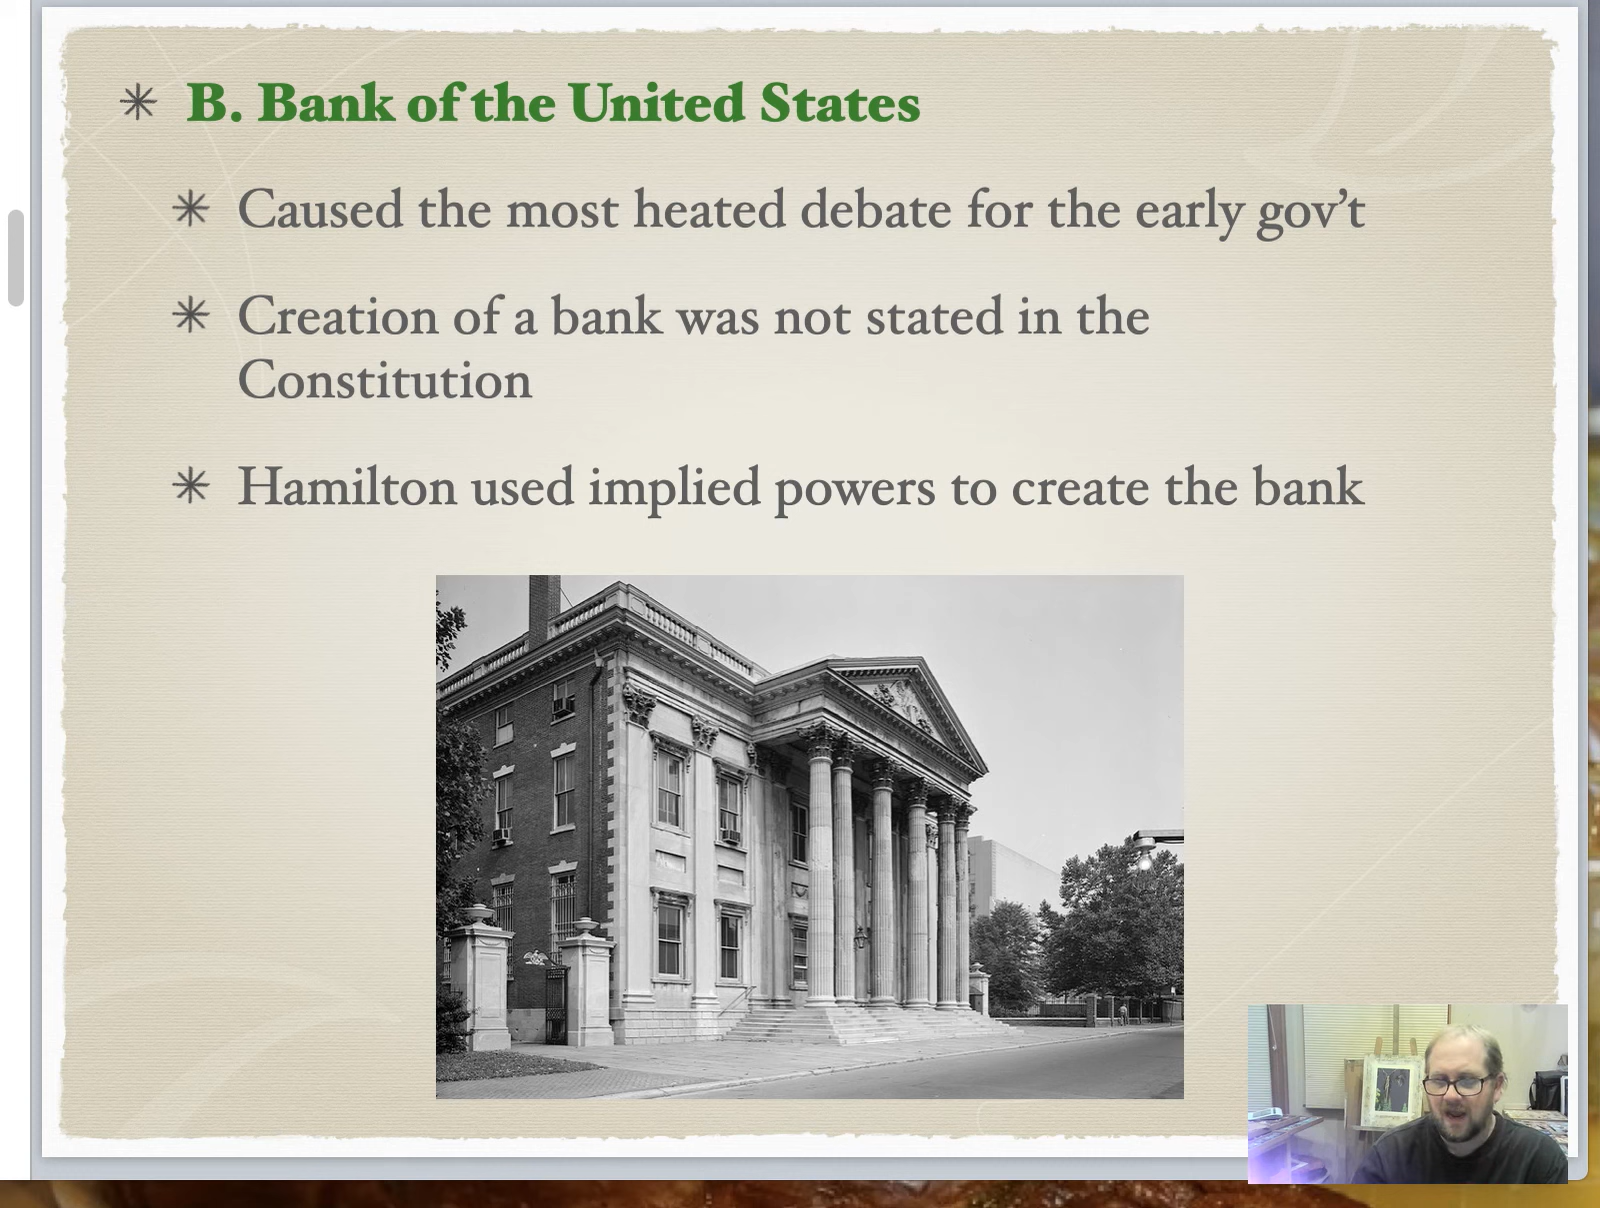 B. Bank of the United States
Caused the most heated debate for the early gov’t
Creation of a bank was not stated in the
Constitution
Hamilton used implied powers to create the bank